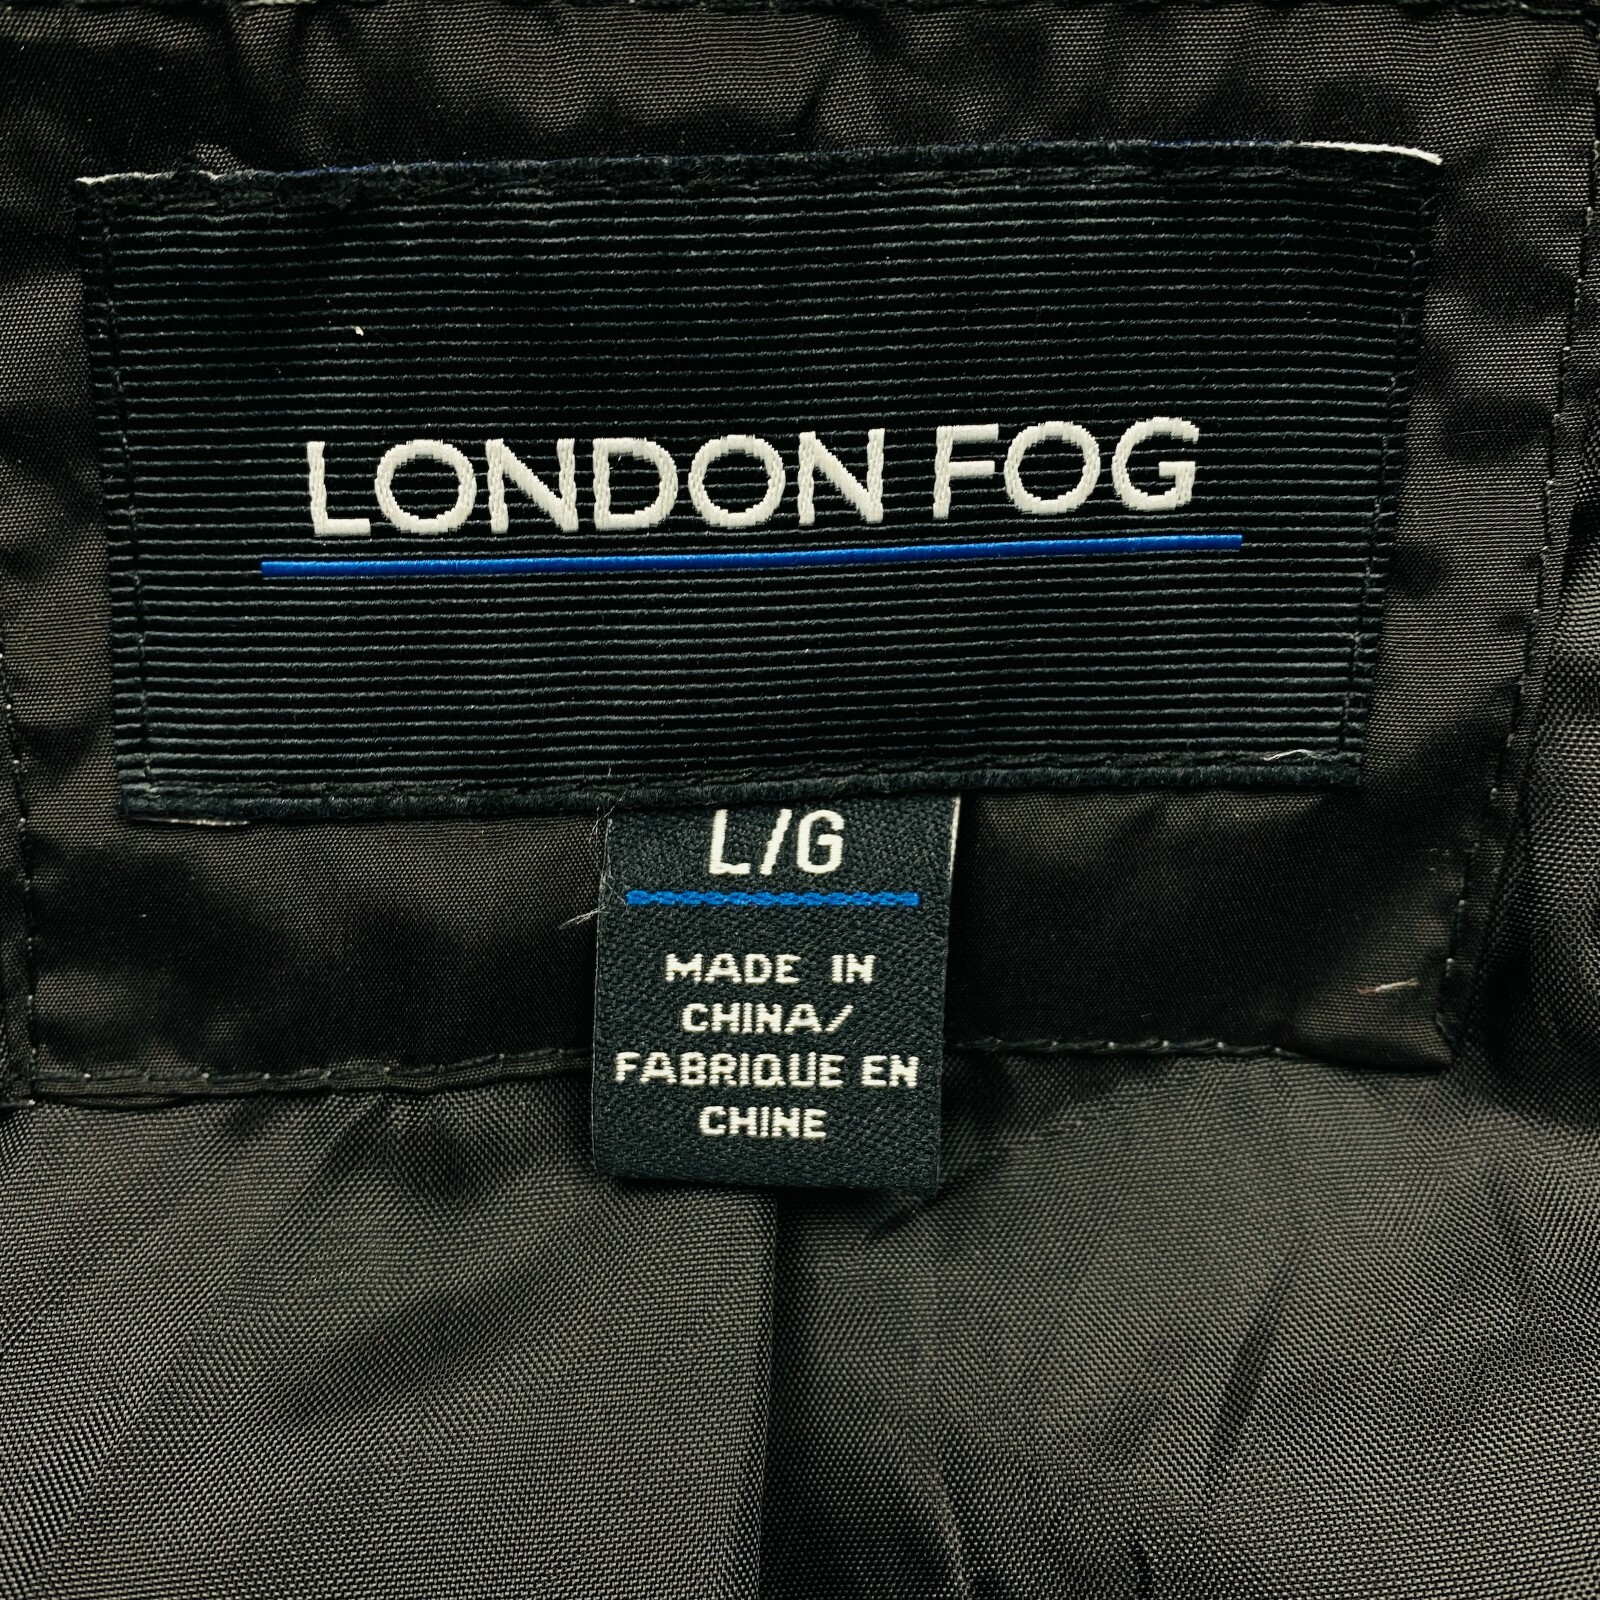 LONDON FOG
L/G
MADE IN
CHINA/
FABRIQUE EN
CHINE